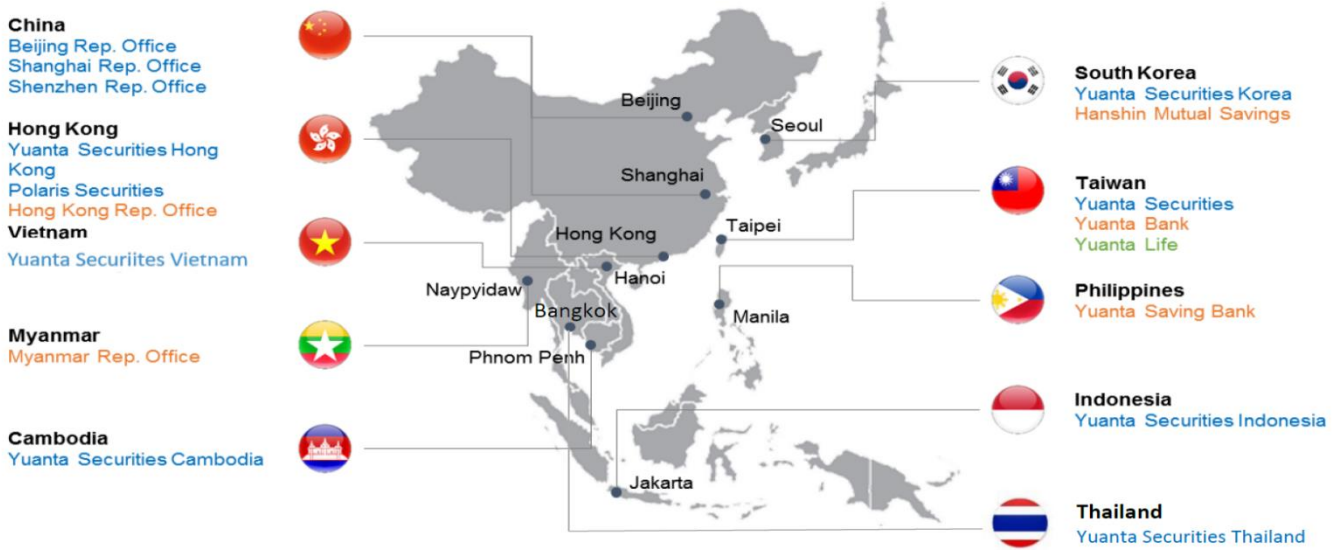 China
Beijing Rep. Office
Shanghai Rep. Office
Shenzhen Rep. Office
Hong Kong
Yuanta Securities Hong
Kong
Polaris Securities
Hong Kong Rep. Office
Vietnam
Yuanta Securiites Vietnam
Myanmar
Myanmar Rep. Office
Cambodia
Yuanta Securities Cambodia
Beijing
Seoul
Shanghai
Taipei
Hong Kong
Hanoi
Naypyidaw
Bangkok
Manila
Phnom Penh
Jakarta
South Korea
Yuanta Securities Korea
Hanshin Mutual Savings
Taiwan
Yuanta Securities
Yuanta Bank
Yuanta Life
Philippines
Yuanta Saving Bank
Indonesia
Yuanta Securities Indonesia
Thailand
Yuanta Securities Thailand